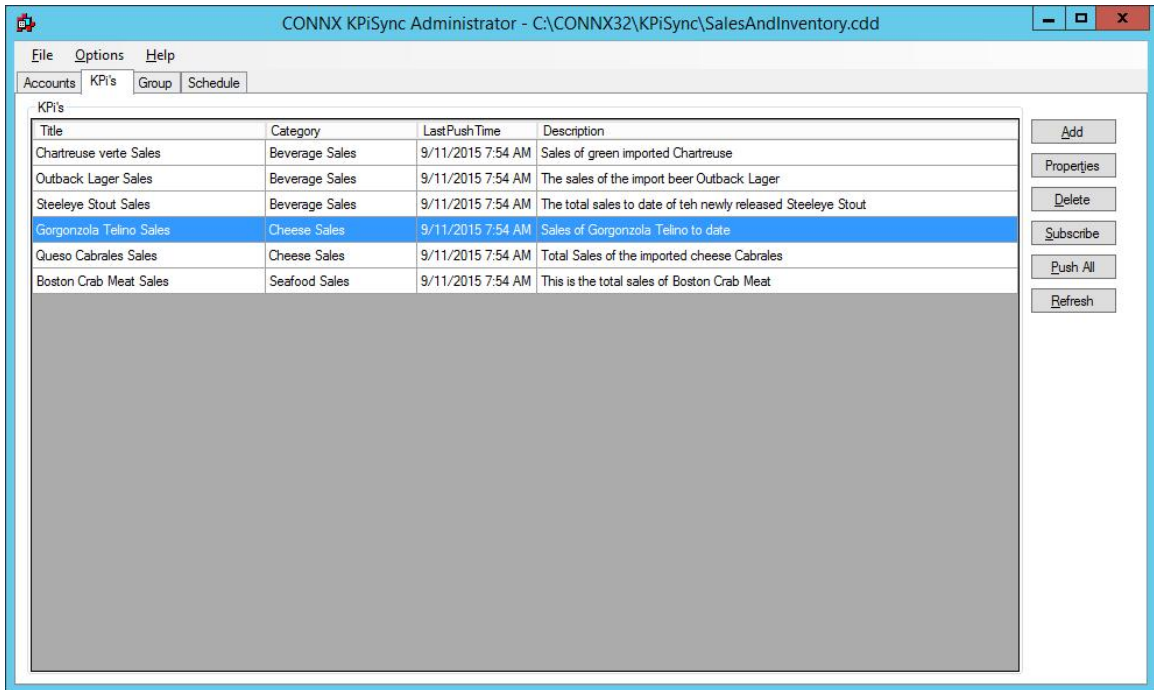 CONNX KPiSync Administrator - C:\CONNX32\KPiSync\SalesAndInventory.cdd
File Options Help
Accounts KPi's Group Schedule
KPi's
Title Category LastPushTime Description
Chartreuse verte Sales Beverage Sales 9/11/2015 7:54 AM Sales of green imported Chartreuse
Outback Lager Sales Beverage Sales 9/11/2015 7:54 AM The sales of the import beer Outback Lager
Steeleye Stout Sales Beverage Sales 9/11/2015 7:54 AM The total sales to date of teh newly released Steeleye Stout
Gorgonzola Telino Sales Cheese Sales 9/11/2015 7:54 AM Sales of Gorgonzola Telino to date
Queso Cabrales Sales Cheese Sales 9/11/2015 7:54 AM Total Sales of the imported cheese Cabrales
Boston Crab Meat Sales Seafood Sales 9/11/2015 7:54 AM This is the total sales of Boston Crab Meat
Add
Properties
Delete
Subscribe
Push All
Refresh